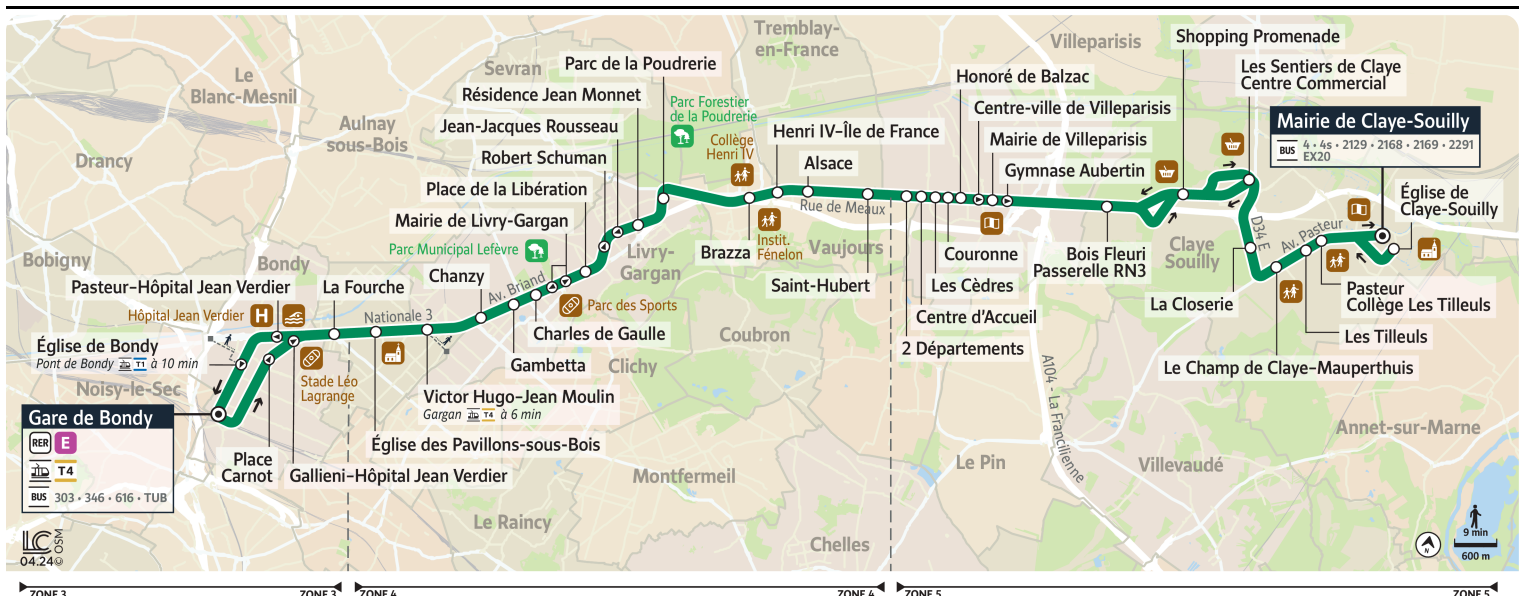 Tremblay-
en-France
Villeparisis
Shopping Promenade
Parc de la Poudrerie
Sevran
Les Sentiers de Claye
Centre Commercial
Le
Blanc-Mesnil
Honoré de Balzac
Résidence Jean Monnet
Parc Forestier
de la Poudrerie
Centre-ville de Villeparisis
Mairie de Claye-Souilly
BUS 4 • 4s • 2129 • 2168 • 2169 • 2291
EX20
Aulnay
sous-Bois
Jean-Jacques Rousseau
Collège
Henri IV
Henri IV–Île de France
Mairie de Villeparisis
Drancy
Robert Schuman
Alsace
Gymnase Aubertin
Place de la Libération
Église de
Claye-Souilly
Mairie de Livry-Gargan
Rue de Meaux
Parc Municipal Lefèvre
Livry-
Gargan
Brazza
Instit.
Fénelon
Vaujours
Couronne
Bois Fleuri
Passerelle RN3
Claye
Souilly
D34 E
Av. Pasteur
Bobigny
Bondy
Chanzy
Av. Briand
Saint-Hubert
Les Cèdres
Pasteur
Collège Les Tilleuls
Pasteur–Hôpital Jean Verdier
La Fourche
La Closerie
Hôpital Jean Verdier
H
Nationale 3
Parc des Sports
Centre d'Accueil
Charles de Gaulle
Coubron
Les Tilleuls
Église de Bondy
Pont de Bondy T1 à 10 min
2 Départements
Gambetta
Clichy
Le Champ de Claye–Mauperthuis
Noisy-le-Sec
Stade Léo
Lagrange
Victor Hugo-Jean Moulin
Gargan T4 à 6 min
A104 - La Francilienne
Gare de Bondy
RER E
T4
BUS 303 • 346 • 616 • TUB
Église des Pavillons-sous-Bois
Annet-sur-Marne
Place
Carnot
Gallieni–Hôpital Jean Verdier
Montfermeil
Le Pin
Villevaudé
Le Raincy
Chelles
LC
04.24 © OSM
N
9 min
600 m
ZONE 3
ZONE 3
ZONE 4
ZONE 4
ZONE 5
ZONE 5